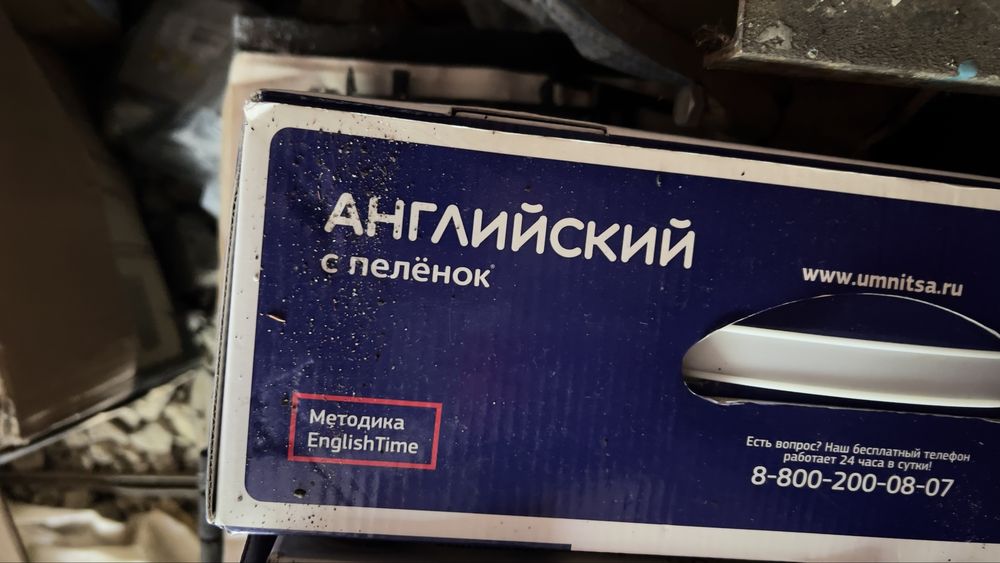 АНГЛИЙСКИЙ
с пелёнок
www.umnitsa.ru
Методика
EnglishTime
Есть вопрос? Наш бесплатный телефон
работает 24 часа в сутки!
8-800-200-08-07